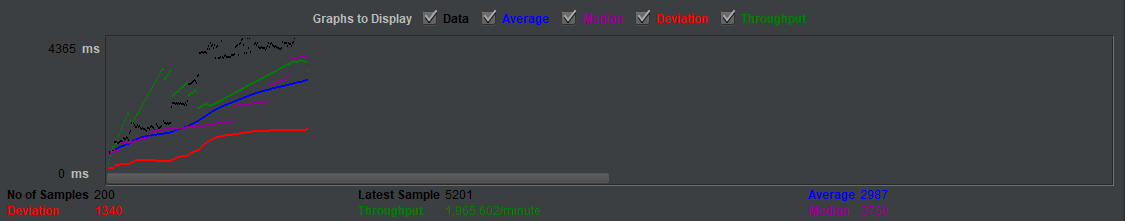 Graphs to Display Data Average Median Deviation Throughput
4365 ms
0 ms
No of Samples 200 Latest Sample 5201 Average 2987
Deviation 1340 Throughput 1,965.602/minute Median 3750